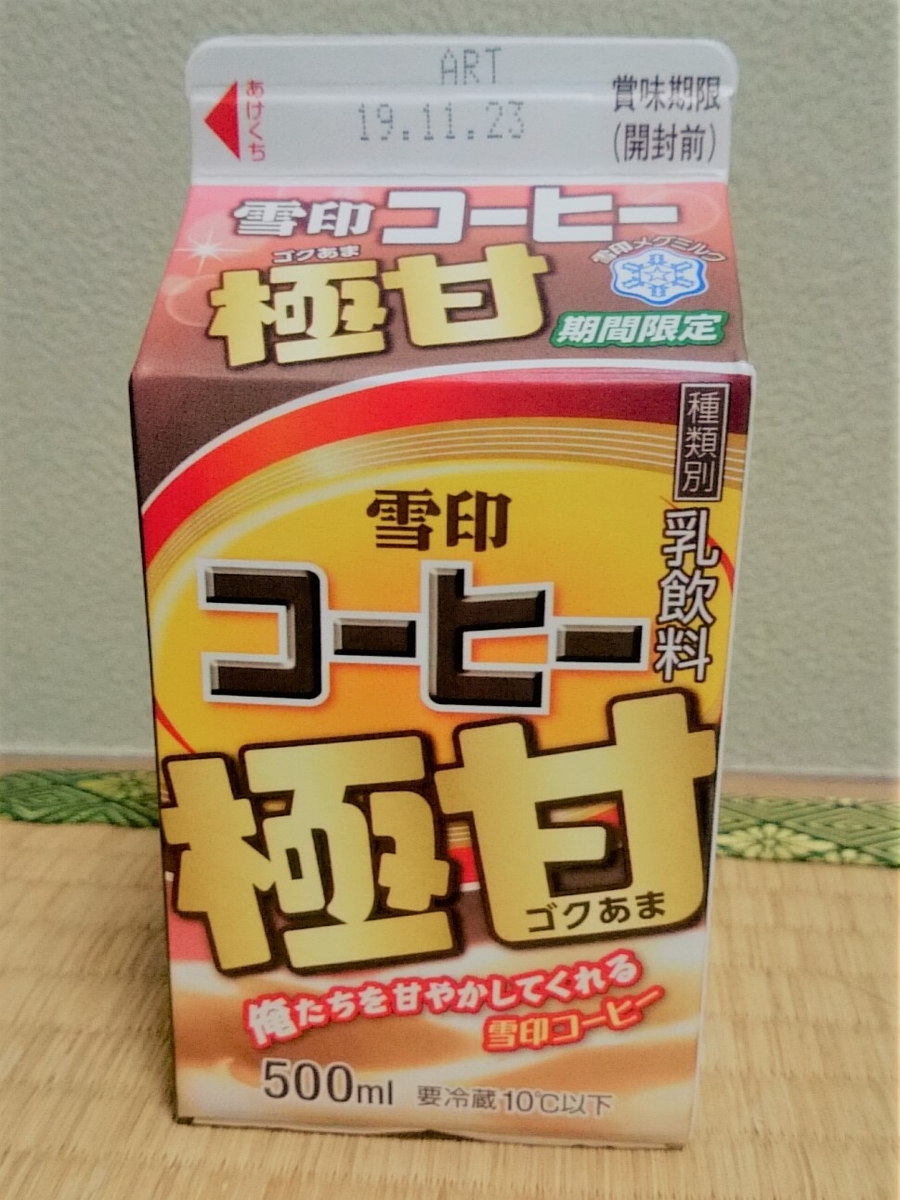 ART
あけくち
19.11.23
賞味期限
(開封前)
雪印コーヒー
ゴクあま
極甘
雪印メグミルク
期間限定
種類別
乳飲料
雪印
コーヒー
極甘
ゴクあま
俺たちを甘やかしてくれる
雪印コーヒー
500ml
要冷蔵10℃以下